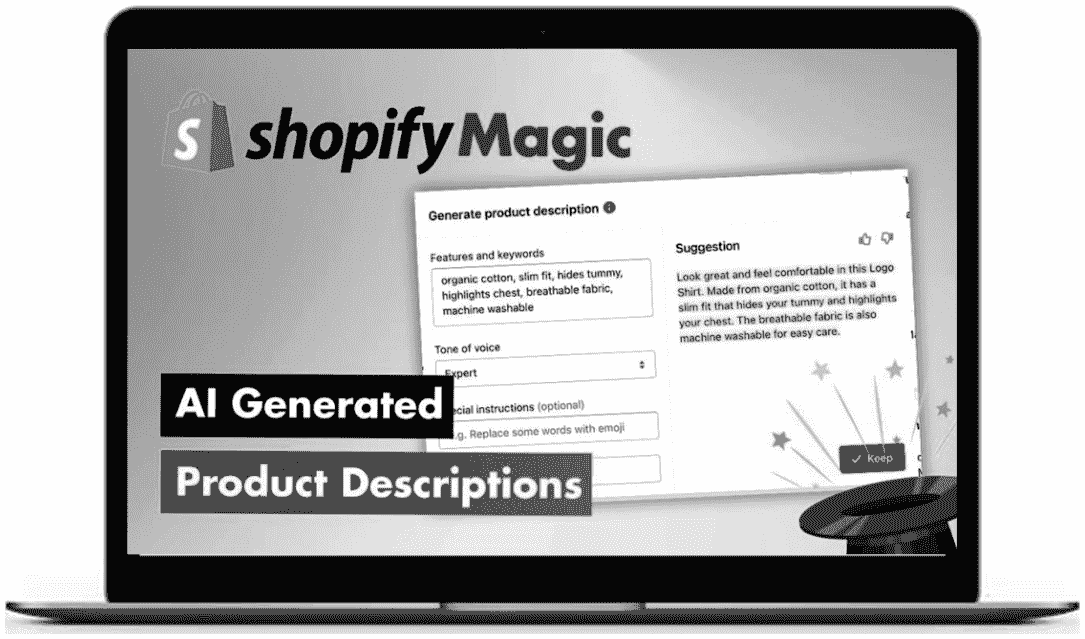 S
shopify Magic
Generate product description
Features and keywords
organic cotton, slim fit, hides tummy,
highlights chest, breathable fabric,
machine washable
Tone of voice
Expert
instructions (optional)
Replace some words with emoji
Suggestion
Look great and feel comfortable in this Logo
Shirt. Made from organic cotton, it has a
slim fit that hides your tummy and highlights
your chest. The breathable fabric is also
machine washable for easy care.
Keep
AI Generated
Product Descriptions